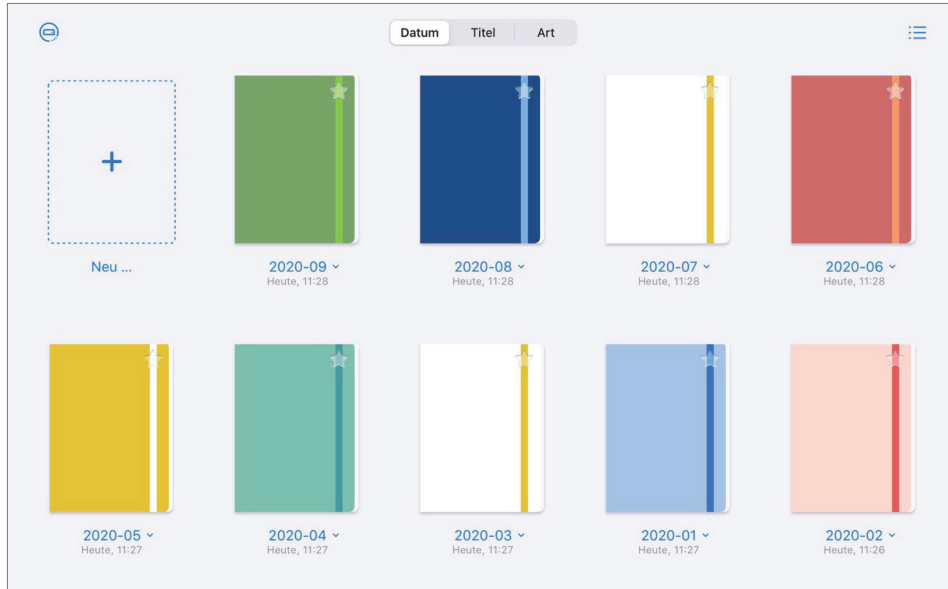 Datum Titel Art
Neu ...
2020-09
Heute, 11:28
2020-08
Heute, 11:28
2020-07
Heute, 11:28
2020-06
Heute, 11:28
2020-05
Heute, 11:27
2020-04
Heute, 11:27
2020-03
Heute, 11:27
2020-01
Heute, 11:27
2020-02
Heute, 11:26